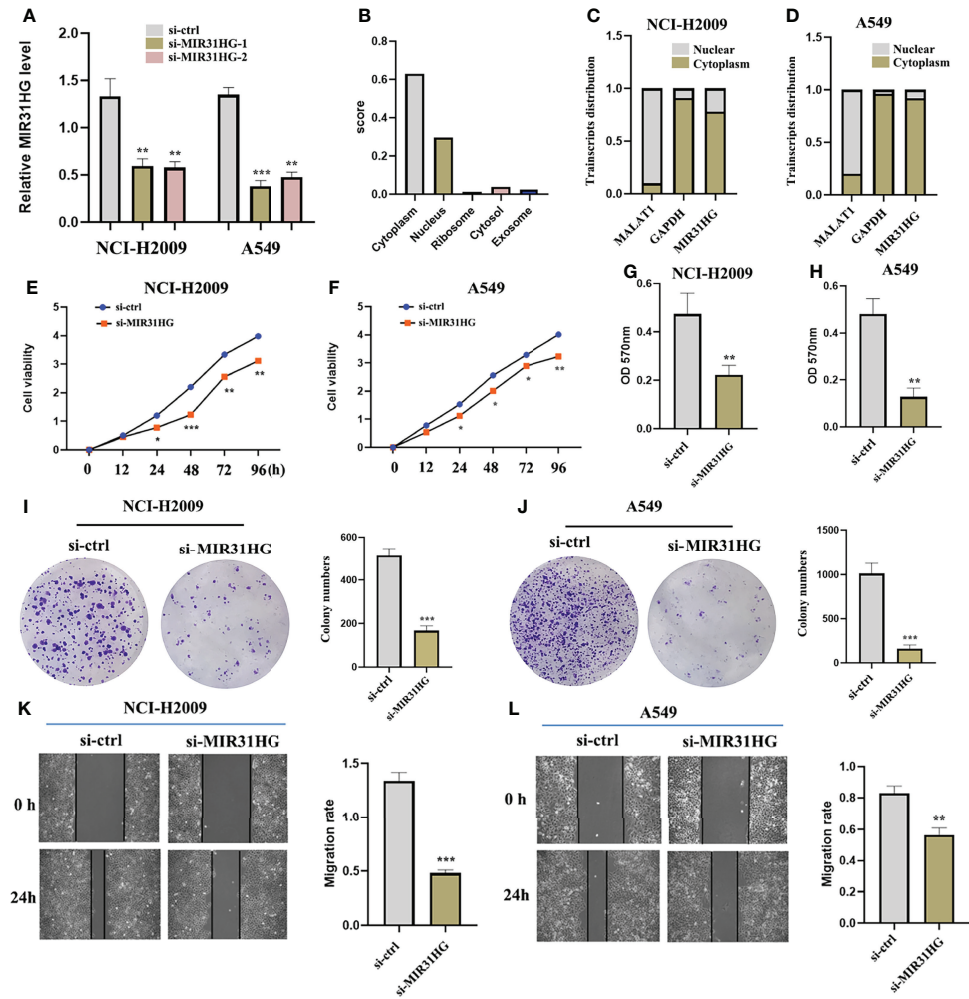 A
si-ctrl
si-MIR31HG-1
si-MIR31HG-2
Relative MIR31HG level
2.0
1.5
1.0
0.5
0.0
** ** *** **
NCI-H2009 A549
B
score
0.8
0.6
0.4
0.2
0.0
Cytoplasm Nucleus Ribosome Cytosol Exosome
C
NCI-H2009
Nuclear
Cytoplasm
Trainscripts distribution
1.5
1.0
0.5
0.0
MALAT1 GAPDH MIR31HG
D
A549
Nuclear
Cytoplasm
Transcripts distribution
1.5
1.0
0.5
0.0
MALAT1 GAPDH MIR31HG
E
NCI-H2009
si-ctrl
si-MIR31HG
Cell viability
5
4
3
2
1
0
* *** ** **
0 12 24 48 72 96(h)
F
A549
si-ctrl
si-MIR31HG
Cell viability
5
4
3
2
1
0
* * * **
0 12 24 48 72 96
G
NCI-H2009
OD 570nm
0.6
0.4
0.2
0.0
**
si-ctrl si-MIR31HG
H
A549
OD 570nm
0.6
0.4
0.2
0.0
**
si-ctrl si-MIR31HG
I
NCI-H2009
si-ctrl si-MIR31HG
Colony numbers
600
400
200
0
***
si-ctrl si-MIR31HG
J
A549
si-ctrl si-MIR31HG
Colony numbers
1500
1000
500
0
***
si-ctrl si-MIR31HG
K
NCI-H2009
si-ctrl si-MIR31HG
0 h
24h
Migration rate
1.5
1.0
0.5
0.0
***
si-ctrl si-MIR31HG
L
A549
si-ctrl si-MIR31HG
0 h
24h
Migration rate
1.0
0.8
0.6
0.4
0.2
0.0
**
si-ctrl si-MIR31HG